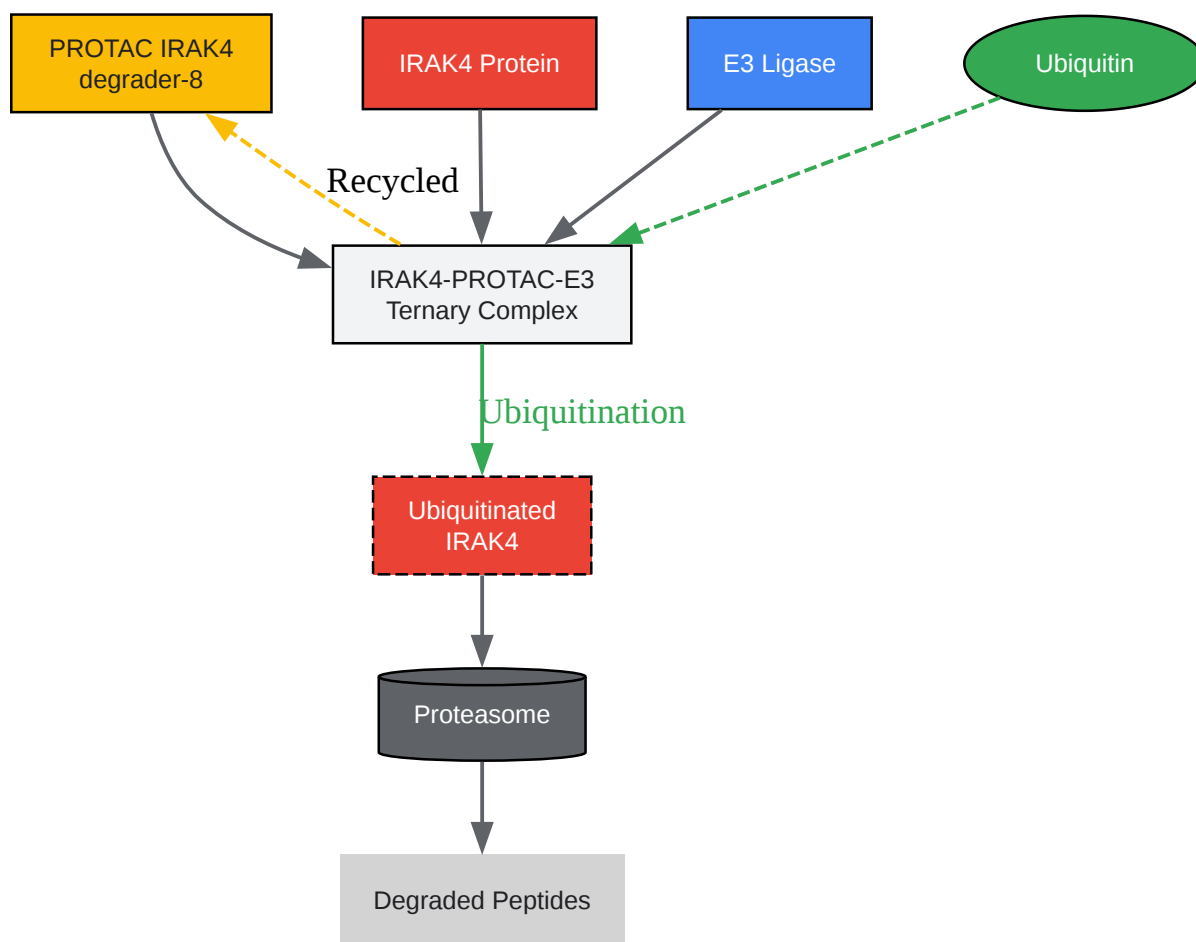 PROTAC IRAK4
degrader-8
IRAK4 Protein
E3 Ligase
Ubiquitin
Recycled
IRAK4-PROTAC-E3
Ternary Complex
Ubiquitination
Ubiquitinated
IRAK4
Proteasome
Degraded Peptides